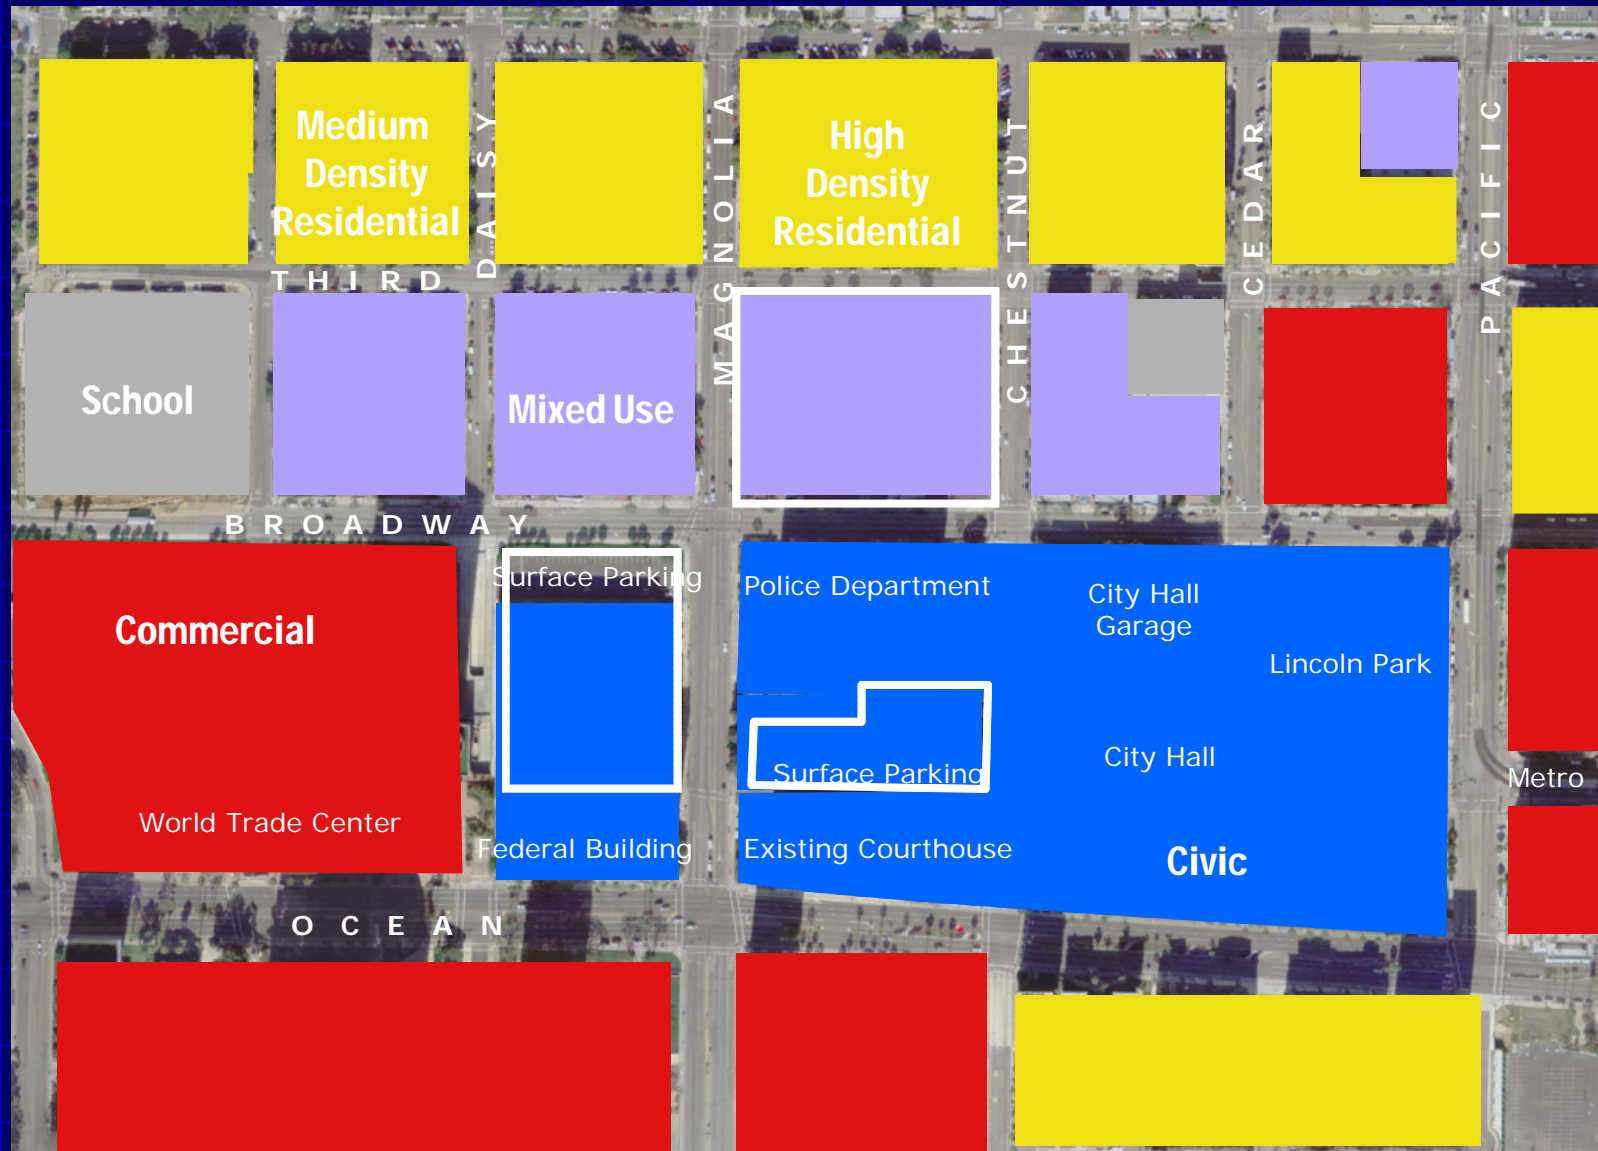 Medium
Density
Residential
High
Density
Residential
DAISY
MAGNOLIA
CHESTNUT
CEDAR
PACIFIC
THIRD
School
Mixed Use
BROADWAY
Surface Parking
Police Department
City Hall
Garage
Commercial
Lincoln Park
City Hall
Surface Parking
Metro
World Trade Center
Federal Building
Existing Courthouse
Civic
OCEAN